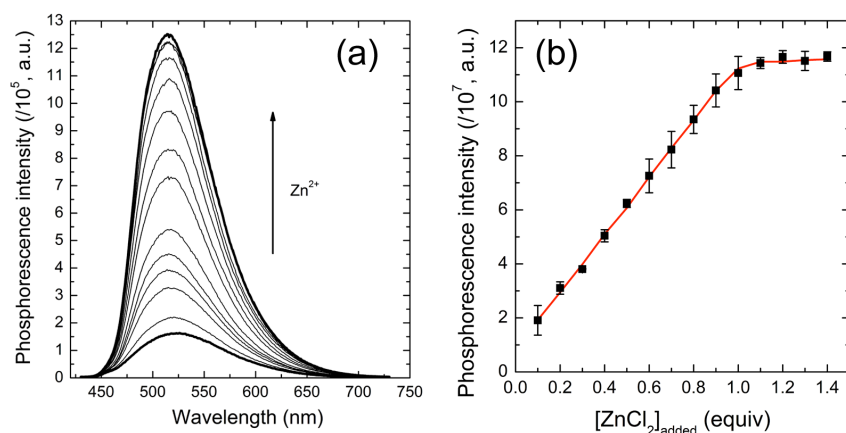 (a)
Phosphorescence intensity (/10⁵, a.u.)
13
12
11
10
9
8
7
6
5
4
3
2
1
0
Zn²⁺
450 500 550 600 650 700 750
Wavelength (nm)
(b)
Phosphorescence intensity (/10⁷, a.u.)
12
10
8
6
4
2
0
0.0 0.2 0.4 0.6 0.8 1.0 1.2 1.4
[ZnCl₂]added (equiv)